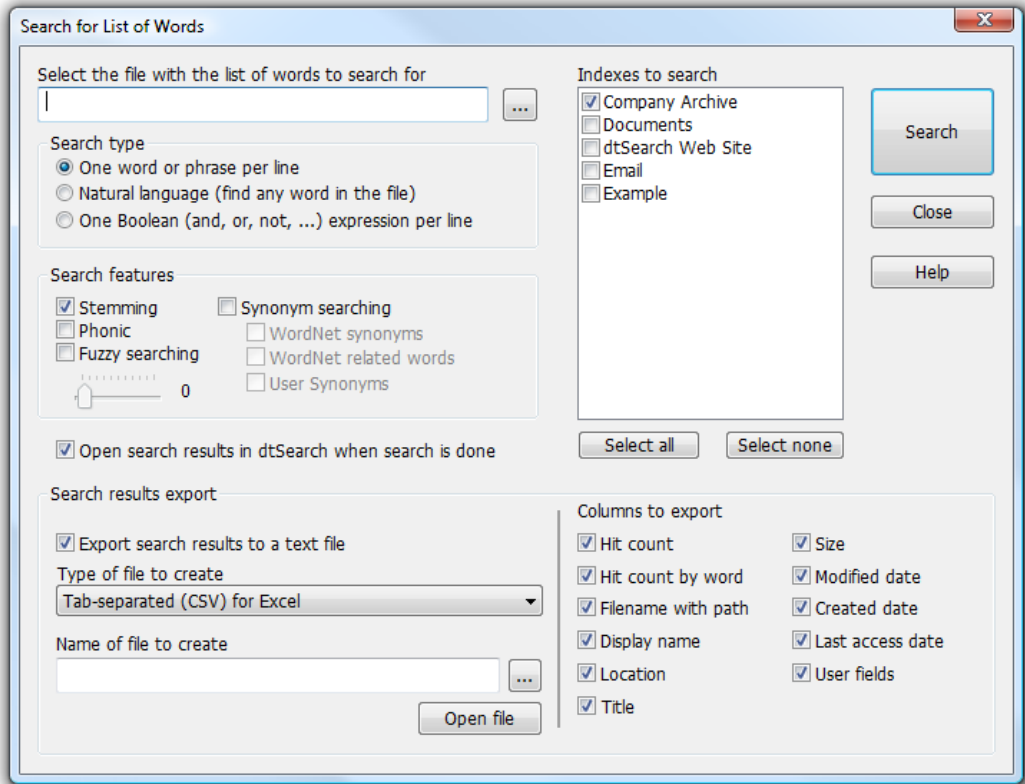 Search for List of Words
Select the file with the list of words to search for
...
Search type
One word or phrase per line
Natural language (find any word in the file)
One Boolean (and, or, not, ...) expression per line
Search features
Stemming
Phonic
Fuzzy searching
0
Synonym searching
WordNet synonyms
WordNet related words
User Synonyms
Open search results in dtSearch when search is done
Indexes to search
Company Archive
Documents
dtSearch Web Site
Email
Example
Select all
Select none
Search
Close
Help
Search results export
Export search results to a text file
Type of file to create
Tab-separated (CSV) for Excel
Name of file to create
...
Open file
Columns to export
Hit count
Hit count by word
Filename with path
Display name
Location
Title
Size
Modified date
Created date
Last access date
User fields